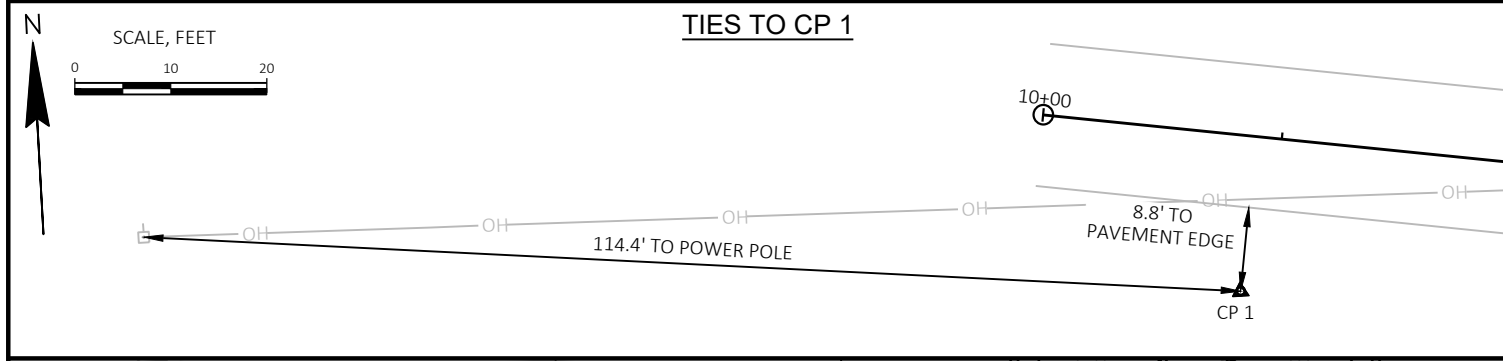 TIES TO CP 1
N
SCALE, FEET
0 10 20
10+00
OH OH OH OH OH OH
8.8' TO
PAVEMENT EDGE
114.4' TO POWER POLE
CP 1